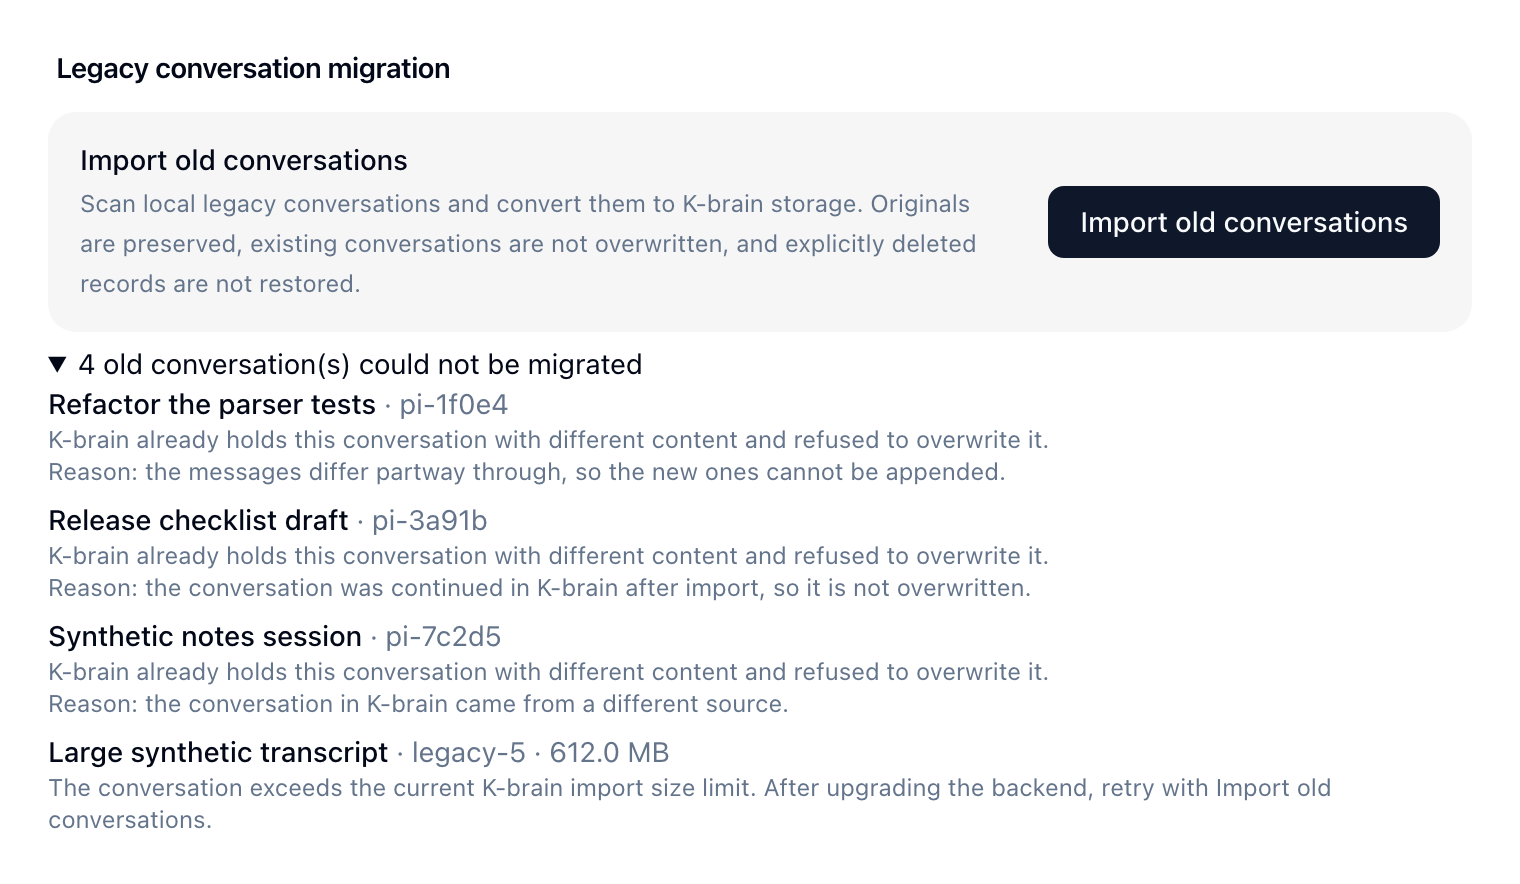 Legacy conversation migration
Import old conversations
Scan local legacy conversations and convert them to K-brain storage. Originals
are preserved, existing conversations are not overwritten, and explicitly deleted
records are not restored.
Import old conversations
▼ 4 old conversation(s) could not be migrated
Refactor the parser tests · pi-1f0e4
K-brain already holds this conversation with different content and refused to overwrite it.
Reason: the messages differ partway through, so the new ones cannot be appended.
Release checklist draft · pi-3a91b
K-brain already holds this conversation with different content and refused to overwrite it.
Reason: the conversation was continued in K-brain after import, so it is not overwritten.
Synthetic notes session · pi-7c2d5
K-brain already holds this conversation with different content and refused to overwrite it.
Reason: the conversation in K-brain came from a different source.
Large synthetic transcript · legacy-5 · 612.0 MB
The conversation exceeds the current K-brain import size limit. After upgrading the backend, retry with Import old
conversations.